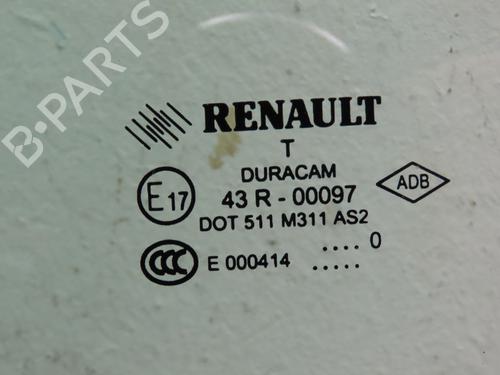 B-PARTS
RENAULT
T
DURACAM
E17 43 R - 00097 ADB
DOT 511 M311 AS2
.... 0
CCC E 000414 .....